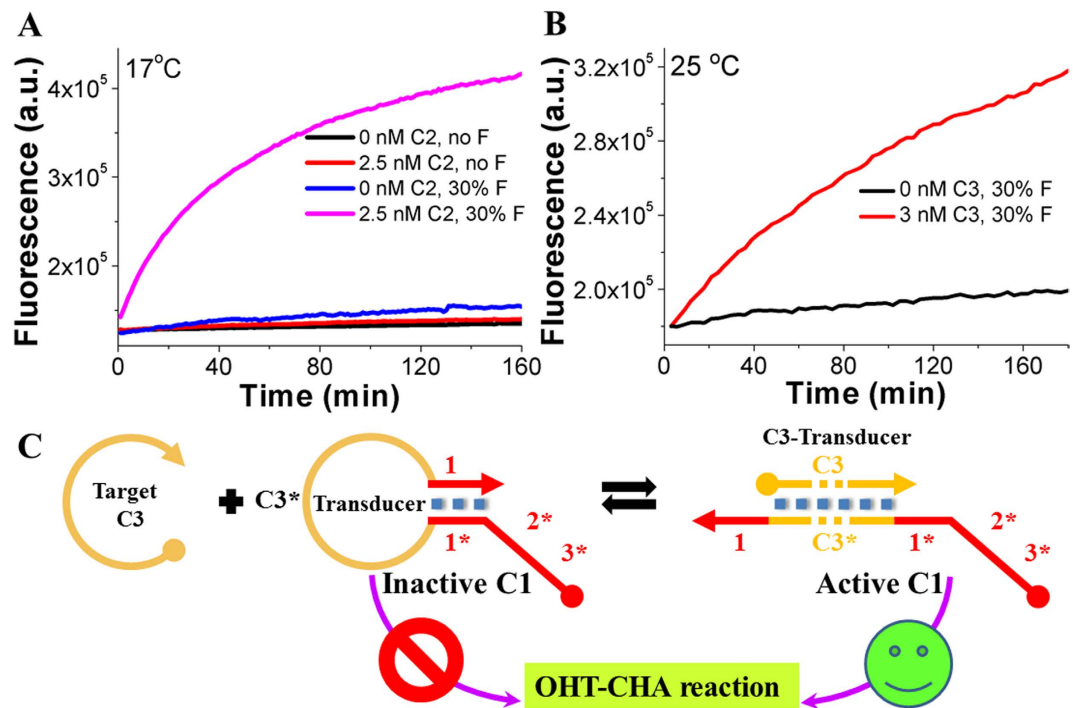 A
17°C
Fluorescence (a.u.)
4x10⁵
3x10⁵
2x10⁵
0 nM C2, no F
2.5 nM C2, no F
0 nM C2, 30% F
2.5 nM C2, 30% F
0 40 80 120 160
Time (min)
B
25 °C
Fluorescence (a.u.)
3.2x10⁵
2.8x10⁵
2.4x10⁵
2.0x10⁵
0 nM C3, 30% F
3 nM C3, 30% F
0 40 80 120 160
Time (min)
C
Target
C3
C3*
Transducer
1
1*
2*
3*
Inactive C1
C3-Transducer
C3
1
C3*
1*
2*
3*
Active C1
OHT-CHA reaction